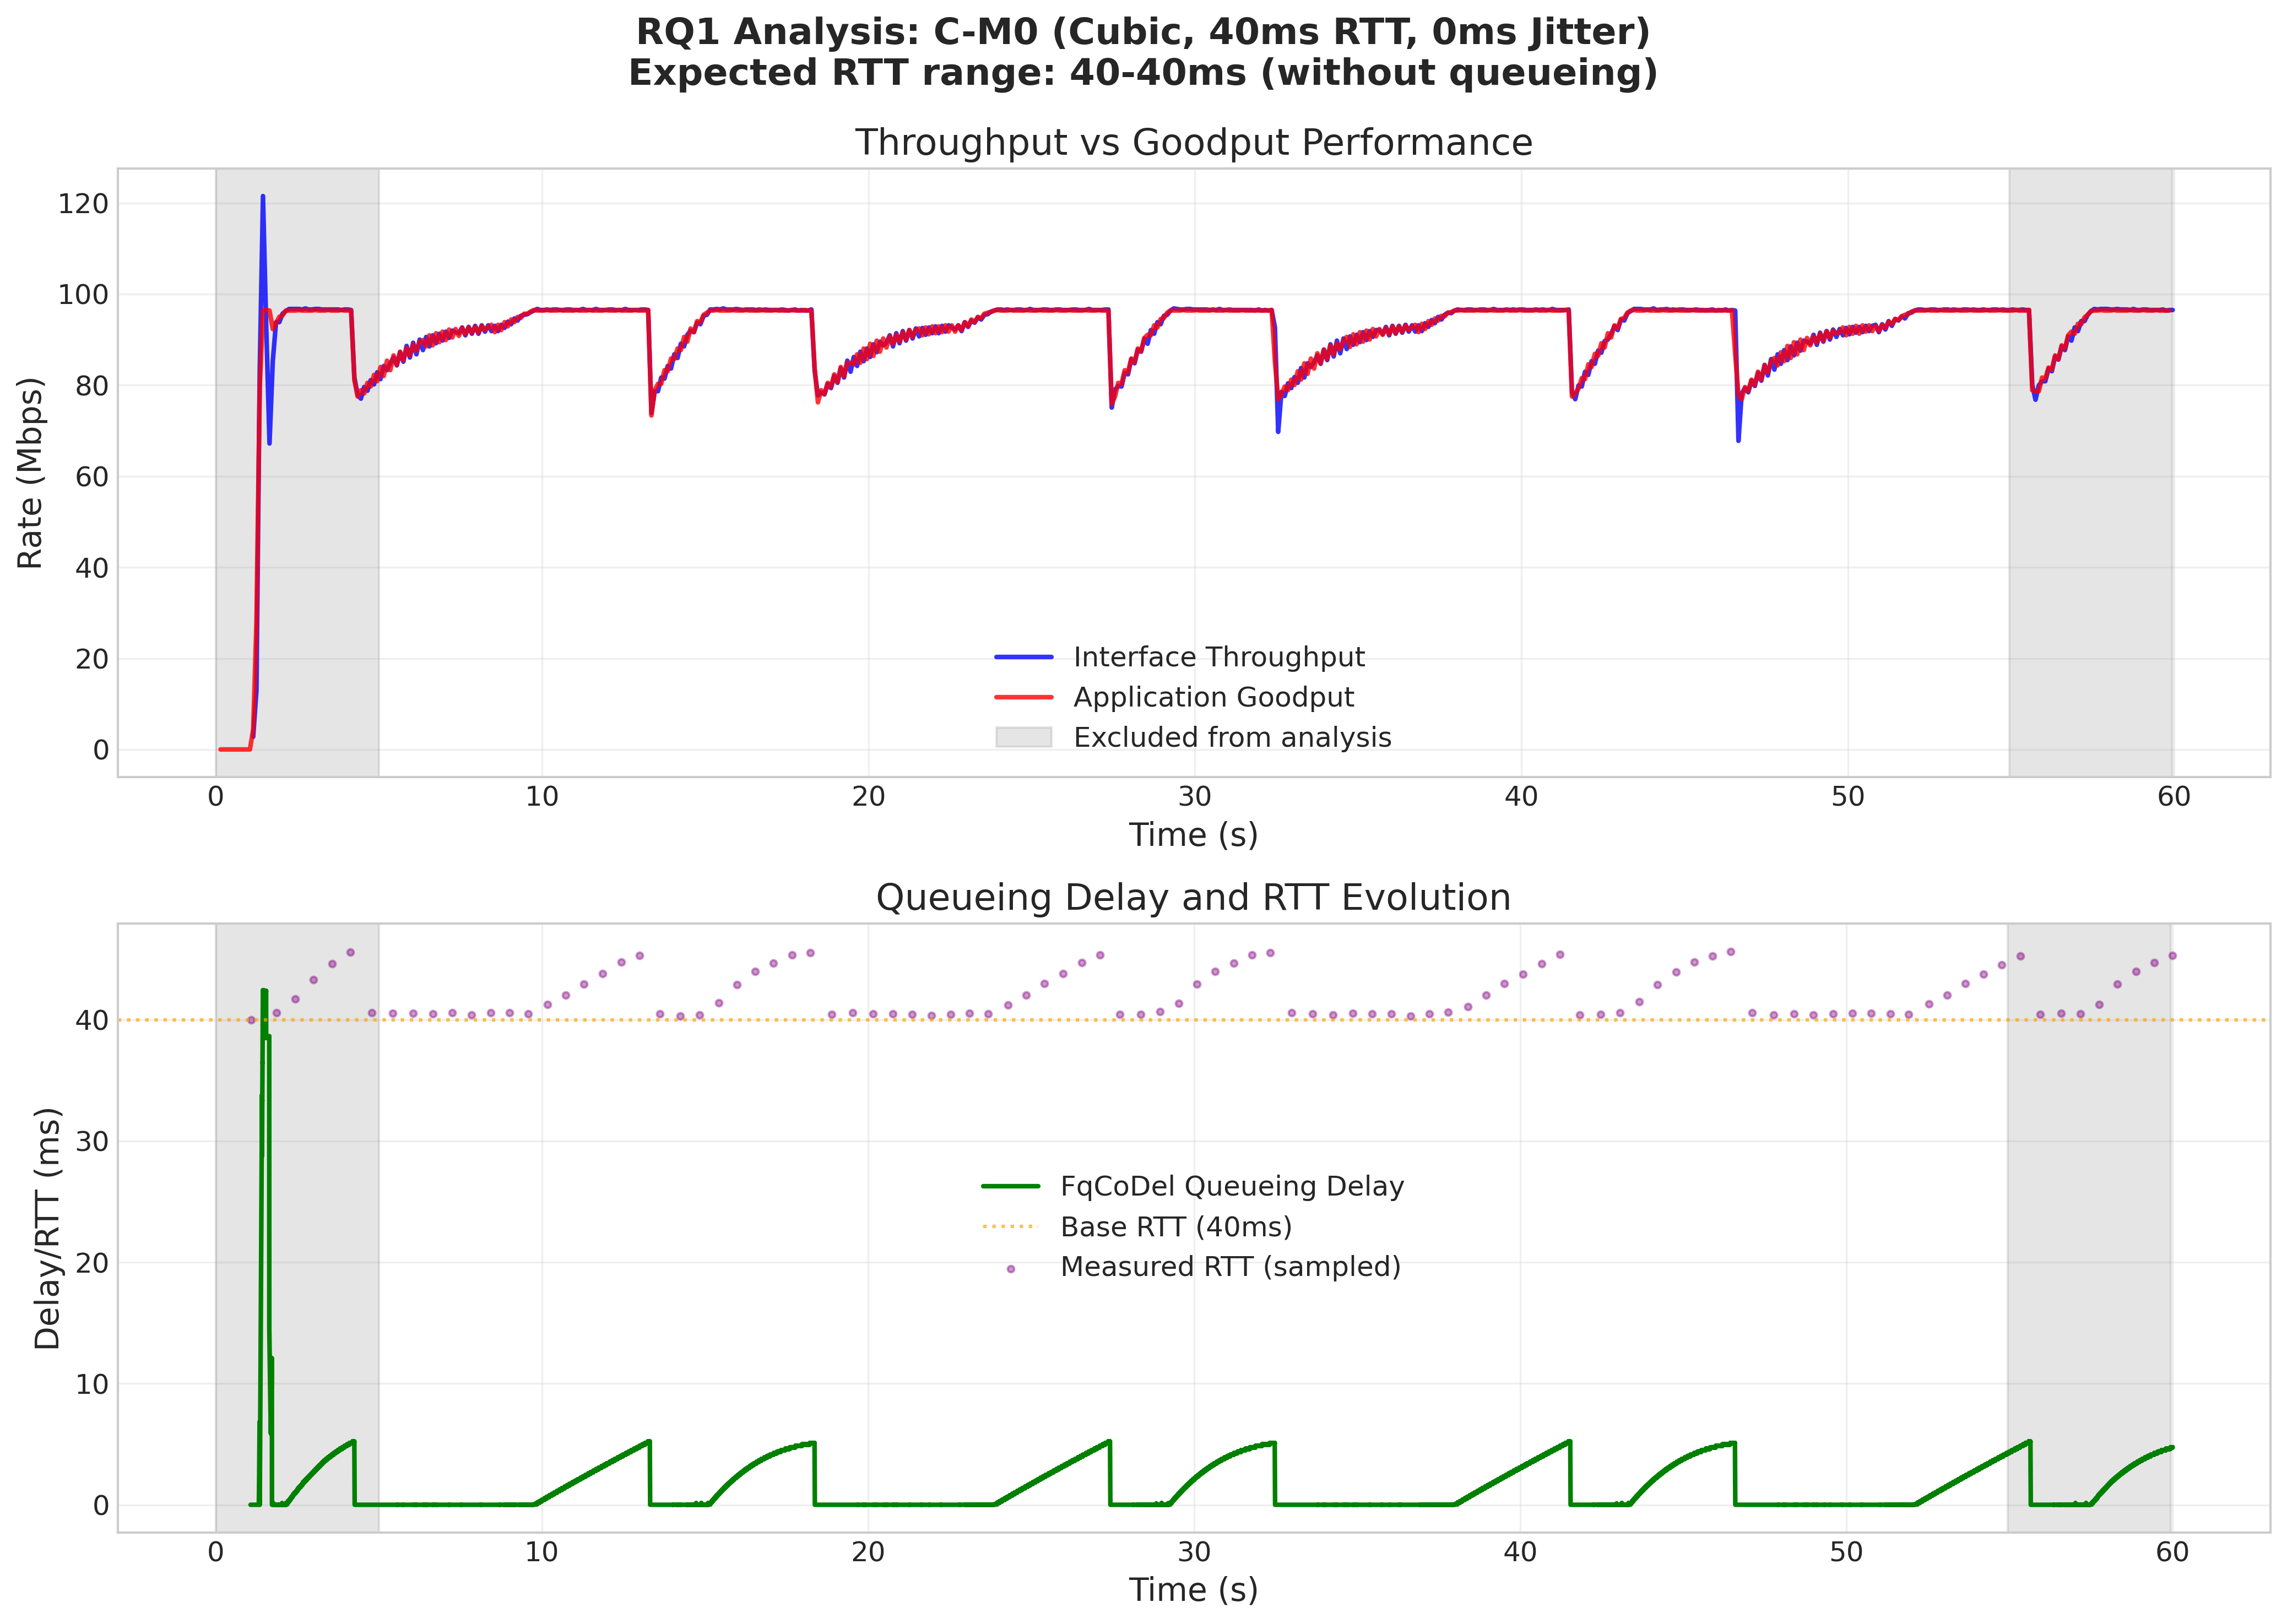 RQ1 Analysis: C-M0 (Cubic, 40ms RTT, 0ms Jitter)
Expected RTT range: 40-40ms (without queueing)
Throughput vs Goodput Performance
Rate (Mbps)
120
100
80
60
40
20
0
Interface Throughput
Application Goodput
Excluded from analysis
0 10 20 30 40 50 60
Time (s)
Queueing Delay and RTT Evolution
Delay/RTT (ms)
40
30
20
10
0
FqCoDel Queueing Delay
Base RTT (40ms)
Measured RTT (sampled)
0 10 20 30 40 50 60
Time (s)